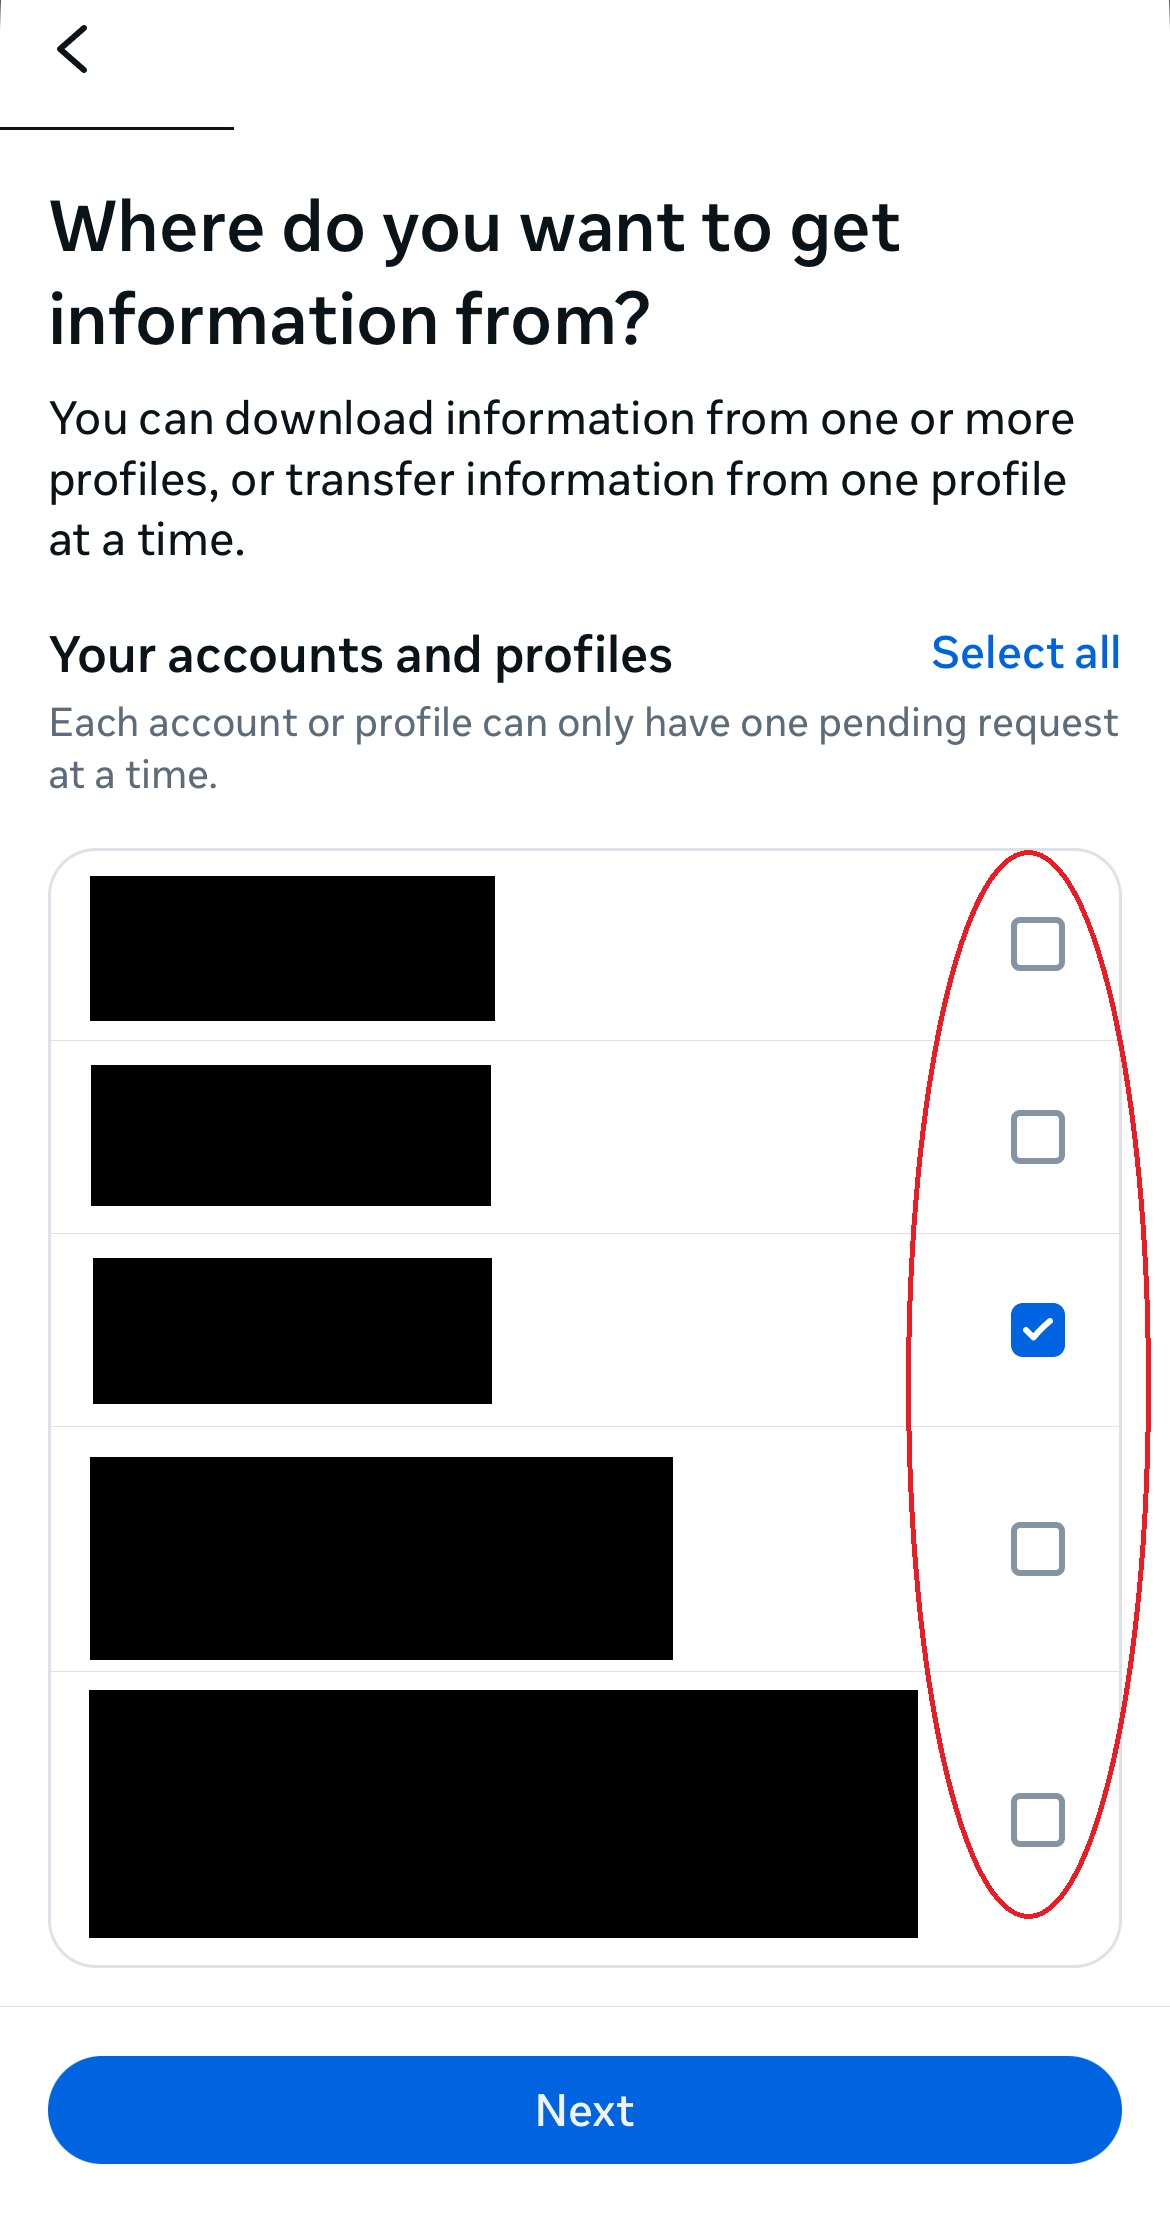 Where do you want to get
information from?
You can download information from one or more
profiles, or transfer information from one profile
at a time.
Your accounts and profiles
Select all
Each account or profile can only have one pending request
at a time.
Next